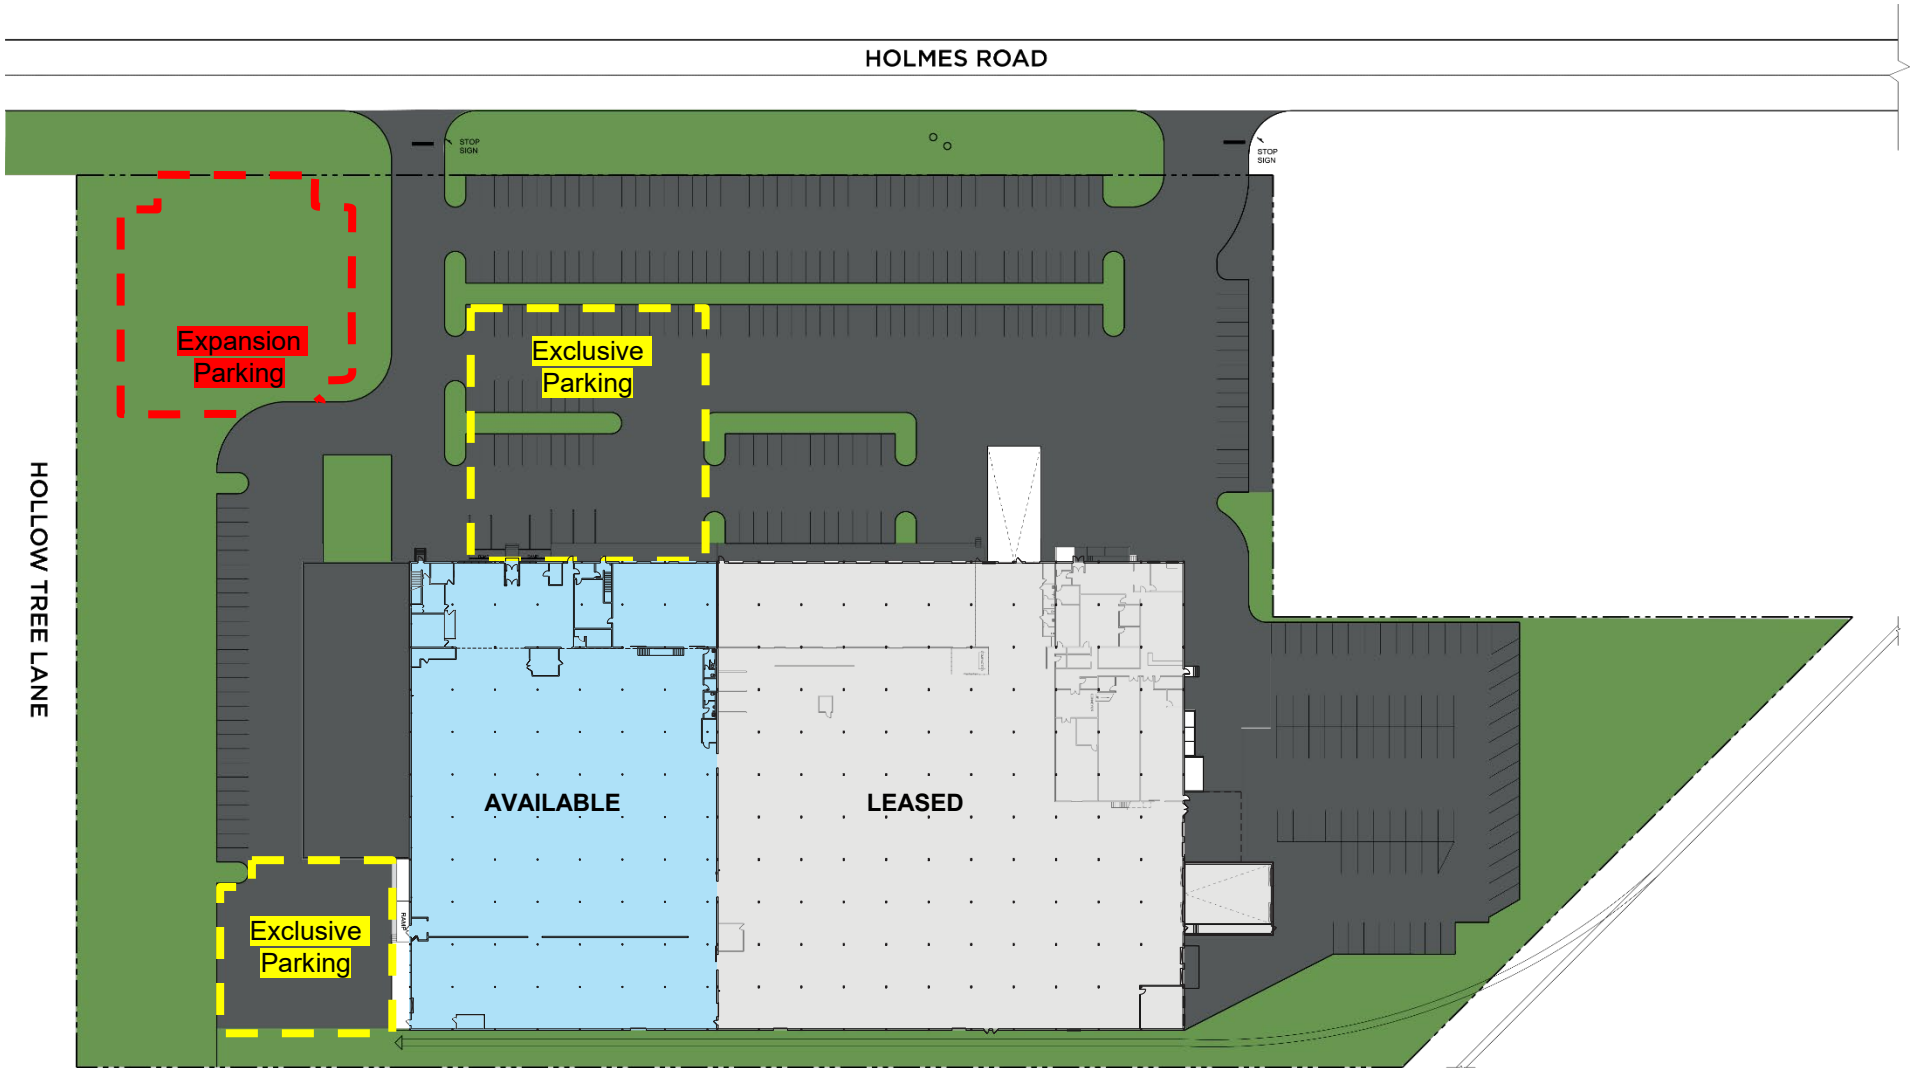 HOLMES ROAD
STOP
SIGN
STOP
SIGN
Expansion
Parking
Exclusive
Parking
HOLLOW TREE LANE
AVAILABLE
LEASED
RAMP
Exclusive
Parking